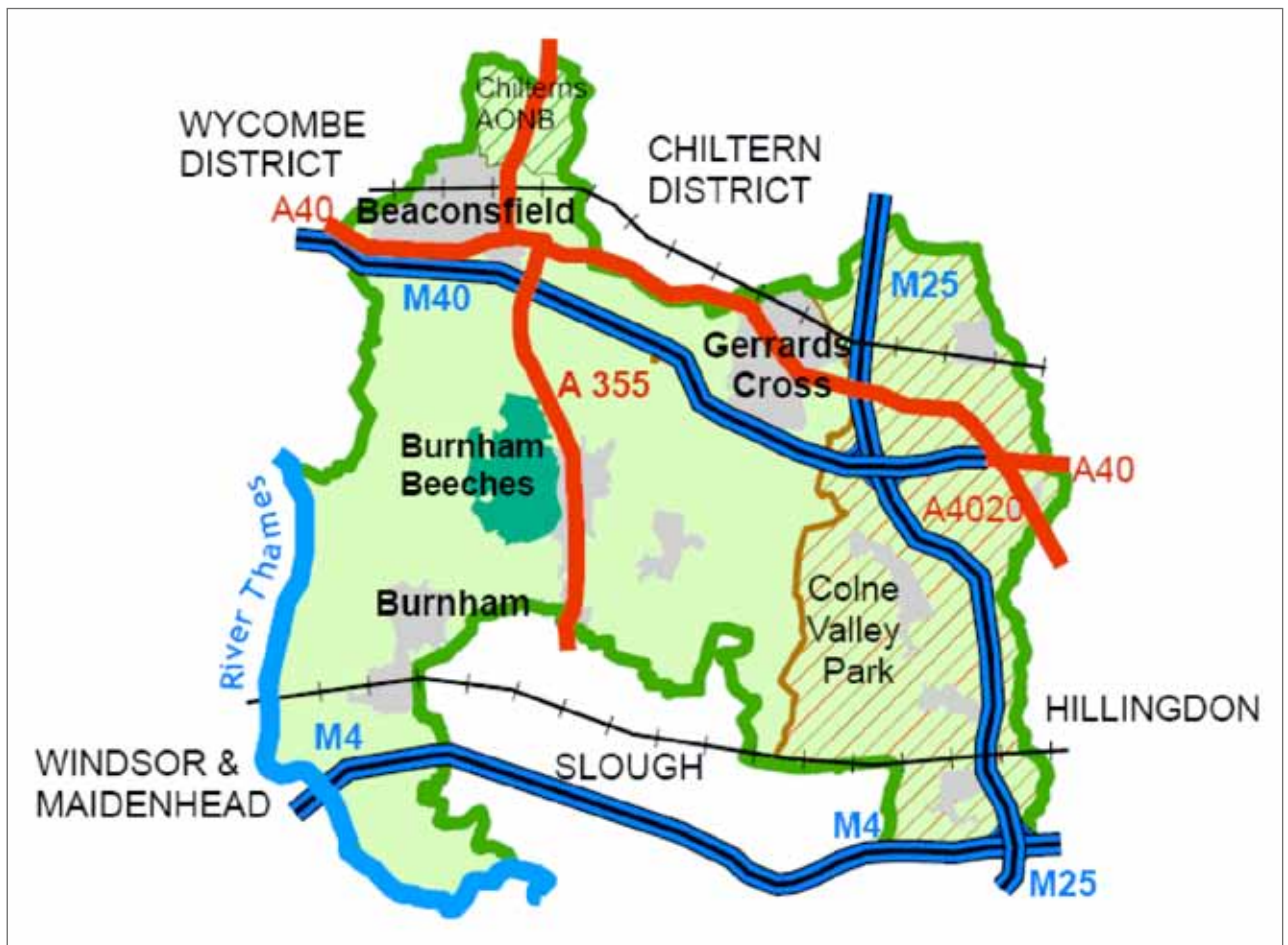 Chilterns
AONB
WYCOMBE
DISTRICT
CHILTERN
DISTRICT
A40
Beaconsfield
M40
M25
Gerrards
Cross
A 355
Burnham
Beeches
A40
A4020
River Thames
Colne
Valley
Park
Burnham
HILLINGDON
M4
SLOUGH
WINDSOR &
MAIDENHEAD
M4
M25